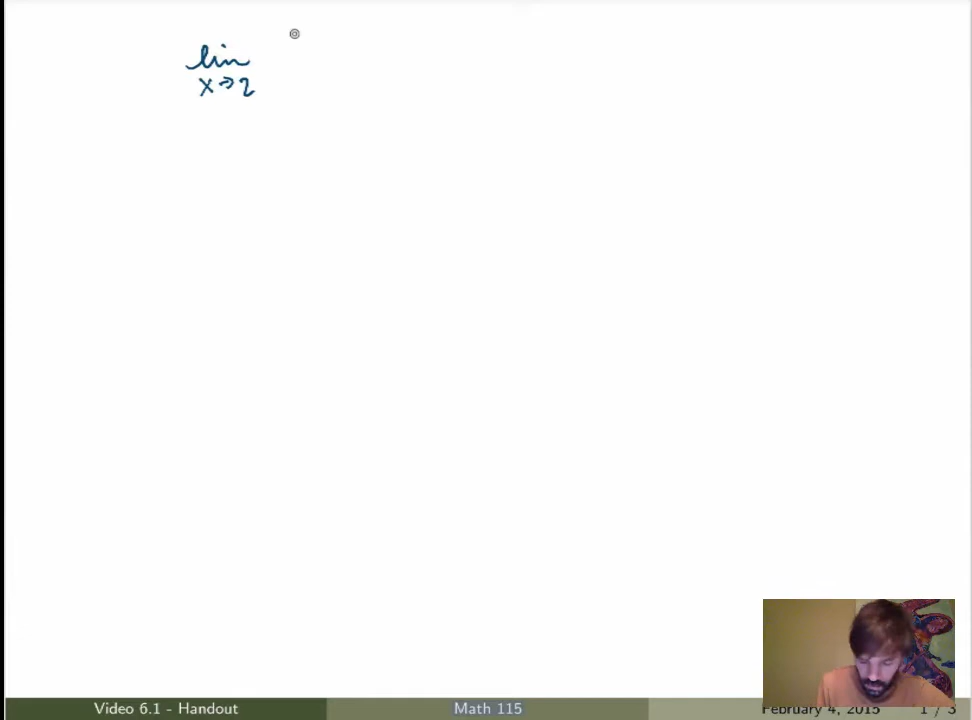 lim
x→2
Video 6.1 - Handout
Math 115
February 4, 2015
1 / 3